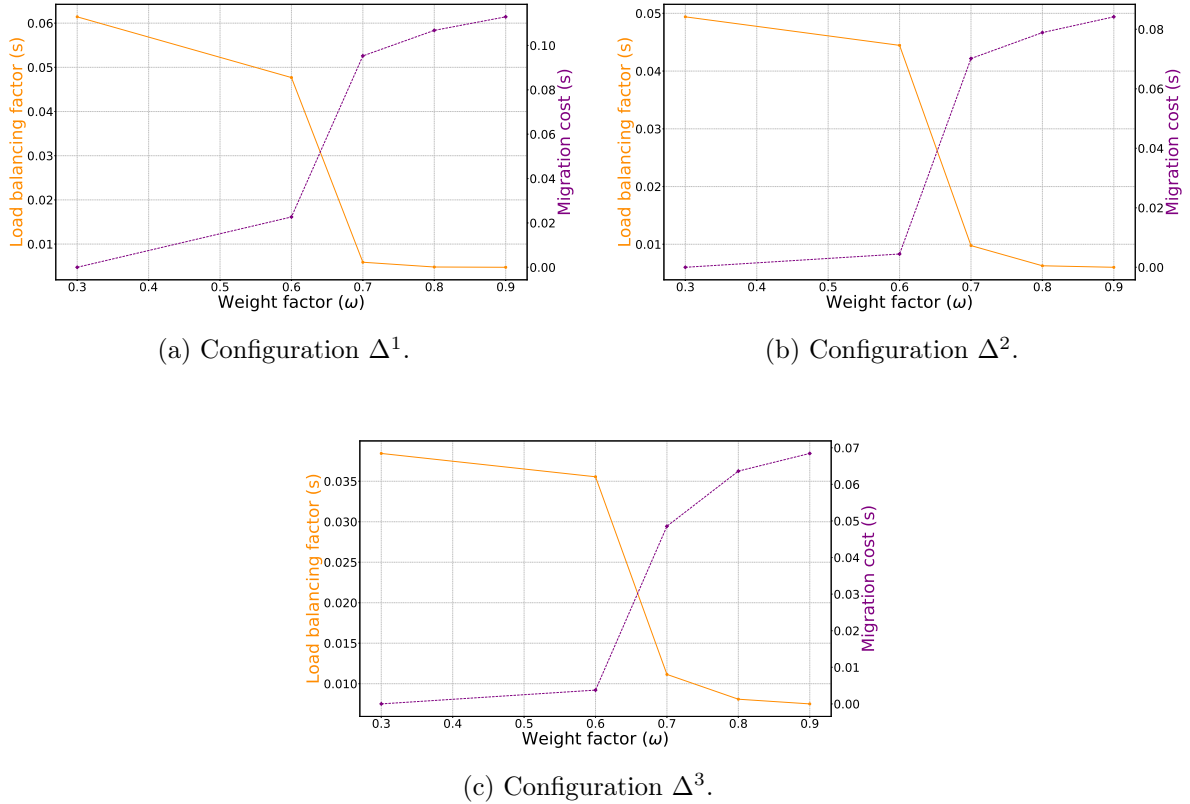 0.06
0.05
0.04
0.03
0.02
0.01
Load balancing factor (s)
0.10
0.08
0.06
0.04
0.02
0.00
Migration cost (s)
0.3 0.4 0.5 0.6 0.7 0.8 0.9
Weight factor (ω)
(a) Configuration Δ¹.
0.05
0.04
0.03
0.02
0.01
Load balancing factor (s)
0.08
0.06
0.04
0.02
0.00
Migration cost (s)
0.3 0.4 0.5 0.6 0.7 0.8 0.9
Weight factor (ω)
(b) Configuration Δ².
0.035
0.030
0.025
0.020
0.015
0.010
Load balancing factor (s)
0.07
0.06
0.05
0.04
0.03
0.02
0.01
0.00
Migration cost (s)
0.3 0.4 0.5 0.6 0.7 0.8 0.9
Weight factor (ω)
(c) Configuration Δ³.